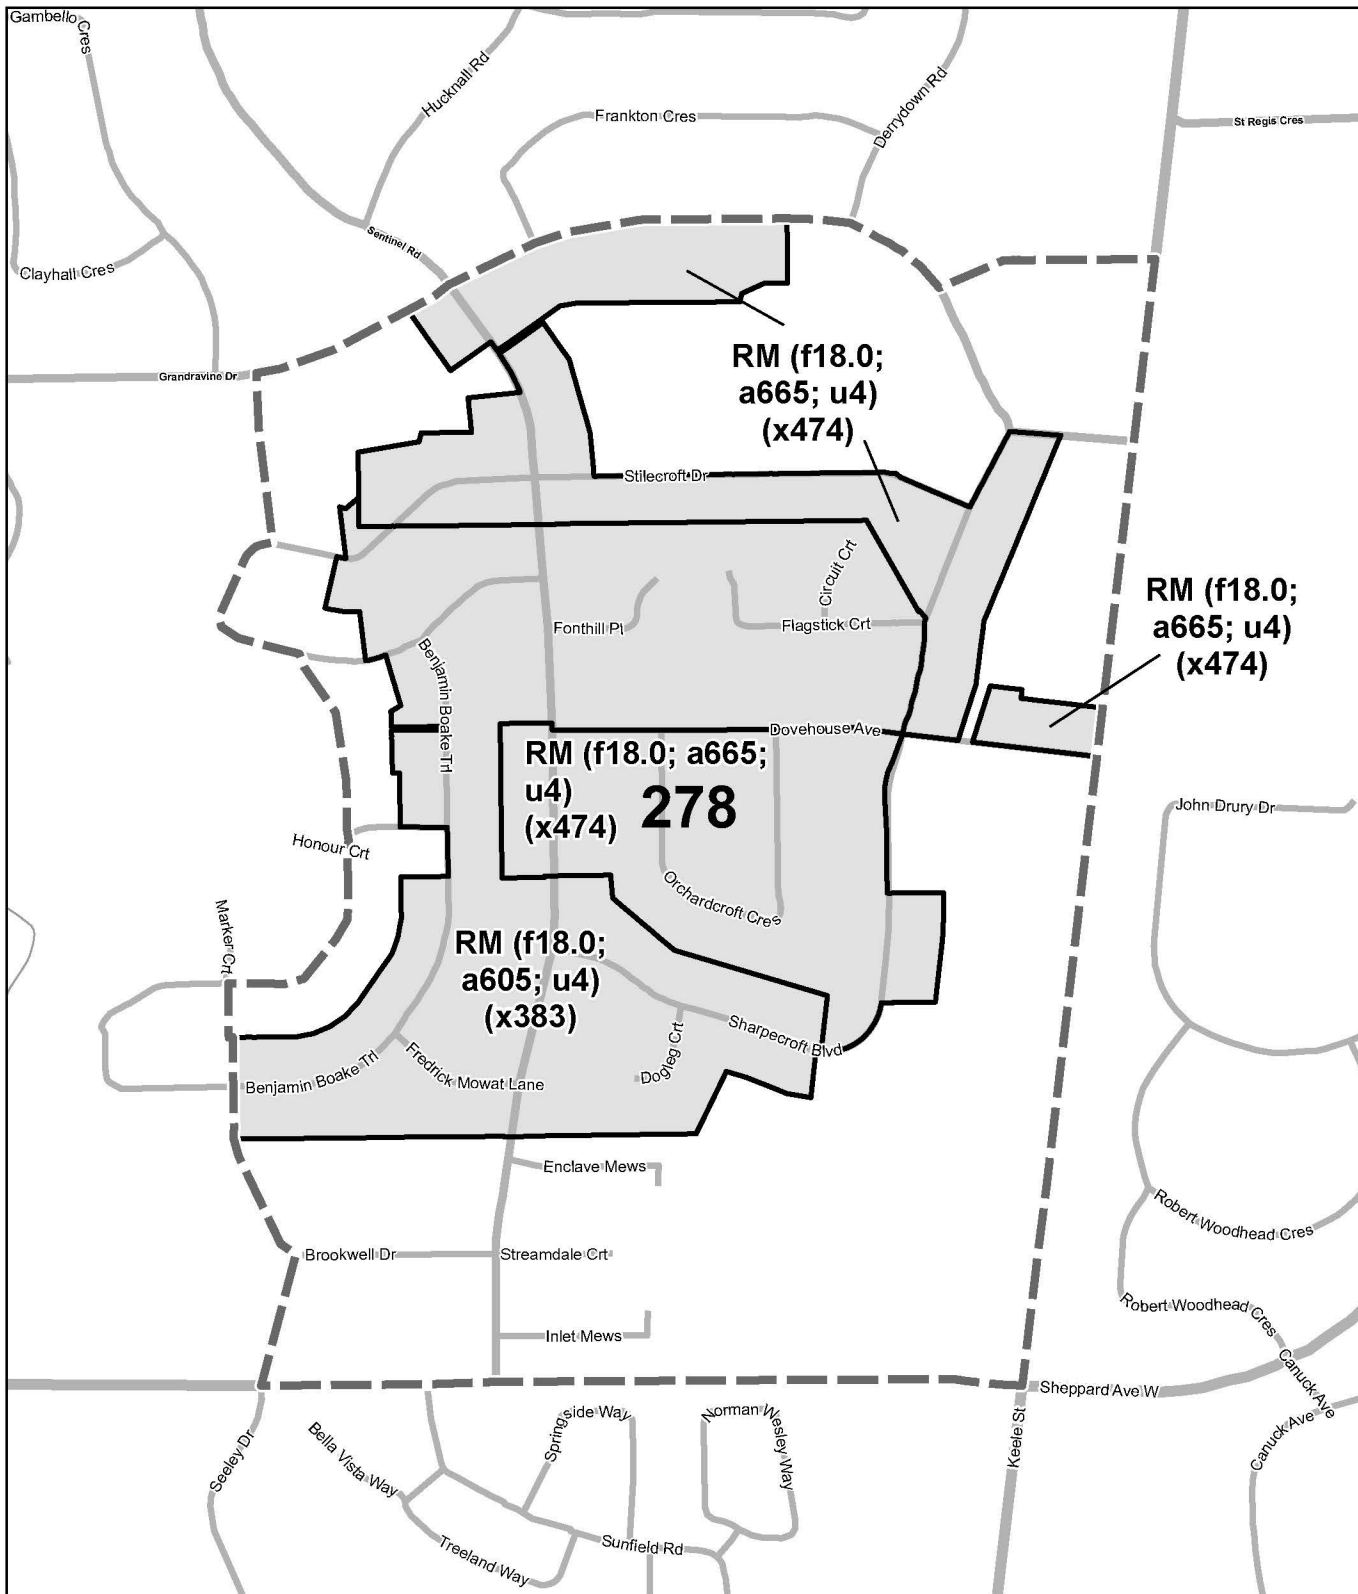 Gambello Cres
Hucknall Rd
Frankton Cres
Derrydown Rd
St Regis Cres
Sentinel Rd
Clayhall Cres
Grandravine Dr
RM (f18.0;
a665; u4)
(x474)
Stilecroft Dr
Circuit Crt
RM (f18.0;
a665; u4)
(x474)
Fonthill Pl
Flagstick Crt
Benjamin Boake Trl
Dovehouse Ave
RM (f18.0; a665;
u4)
(x474)
278
John Drury Dr
Honour Crt
Orchardcroft Cres
Marker Crt
RM (f18.0;
a605; u4)
(x383)
Sharpecroft Blvd
Dogleg Crt
Benjamin Boake Trl
Fredrick Mowat Lane
Enclave Mews
Robert Woodhead Cres
Brookwell Dr
Streamdale Crt
Robert Woodhead Cres
Inlet Mews
Canuck Ave
Sheppard Ave W
Keele St
Canuck Ave
Seeley Dr
Bella Vista Way
Springside Way
Norman Wesley Way
Treeland Way
Sunfield Rd